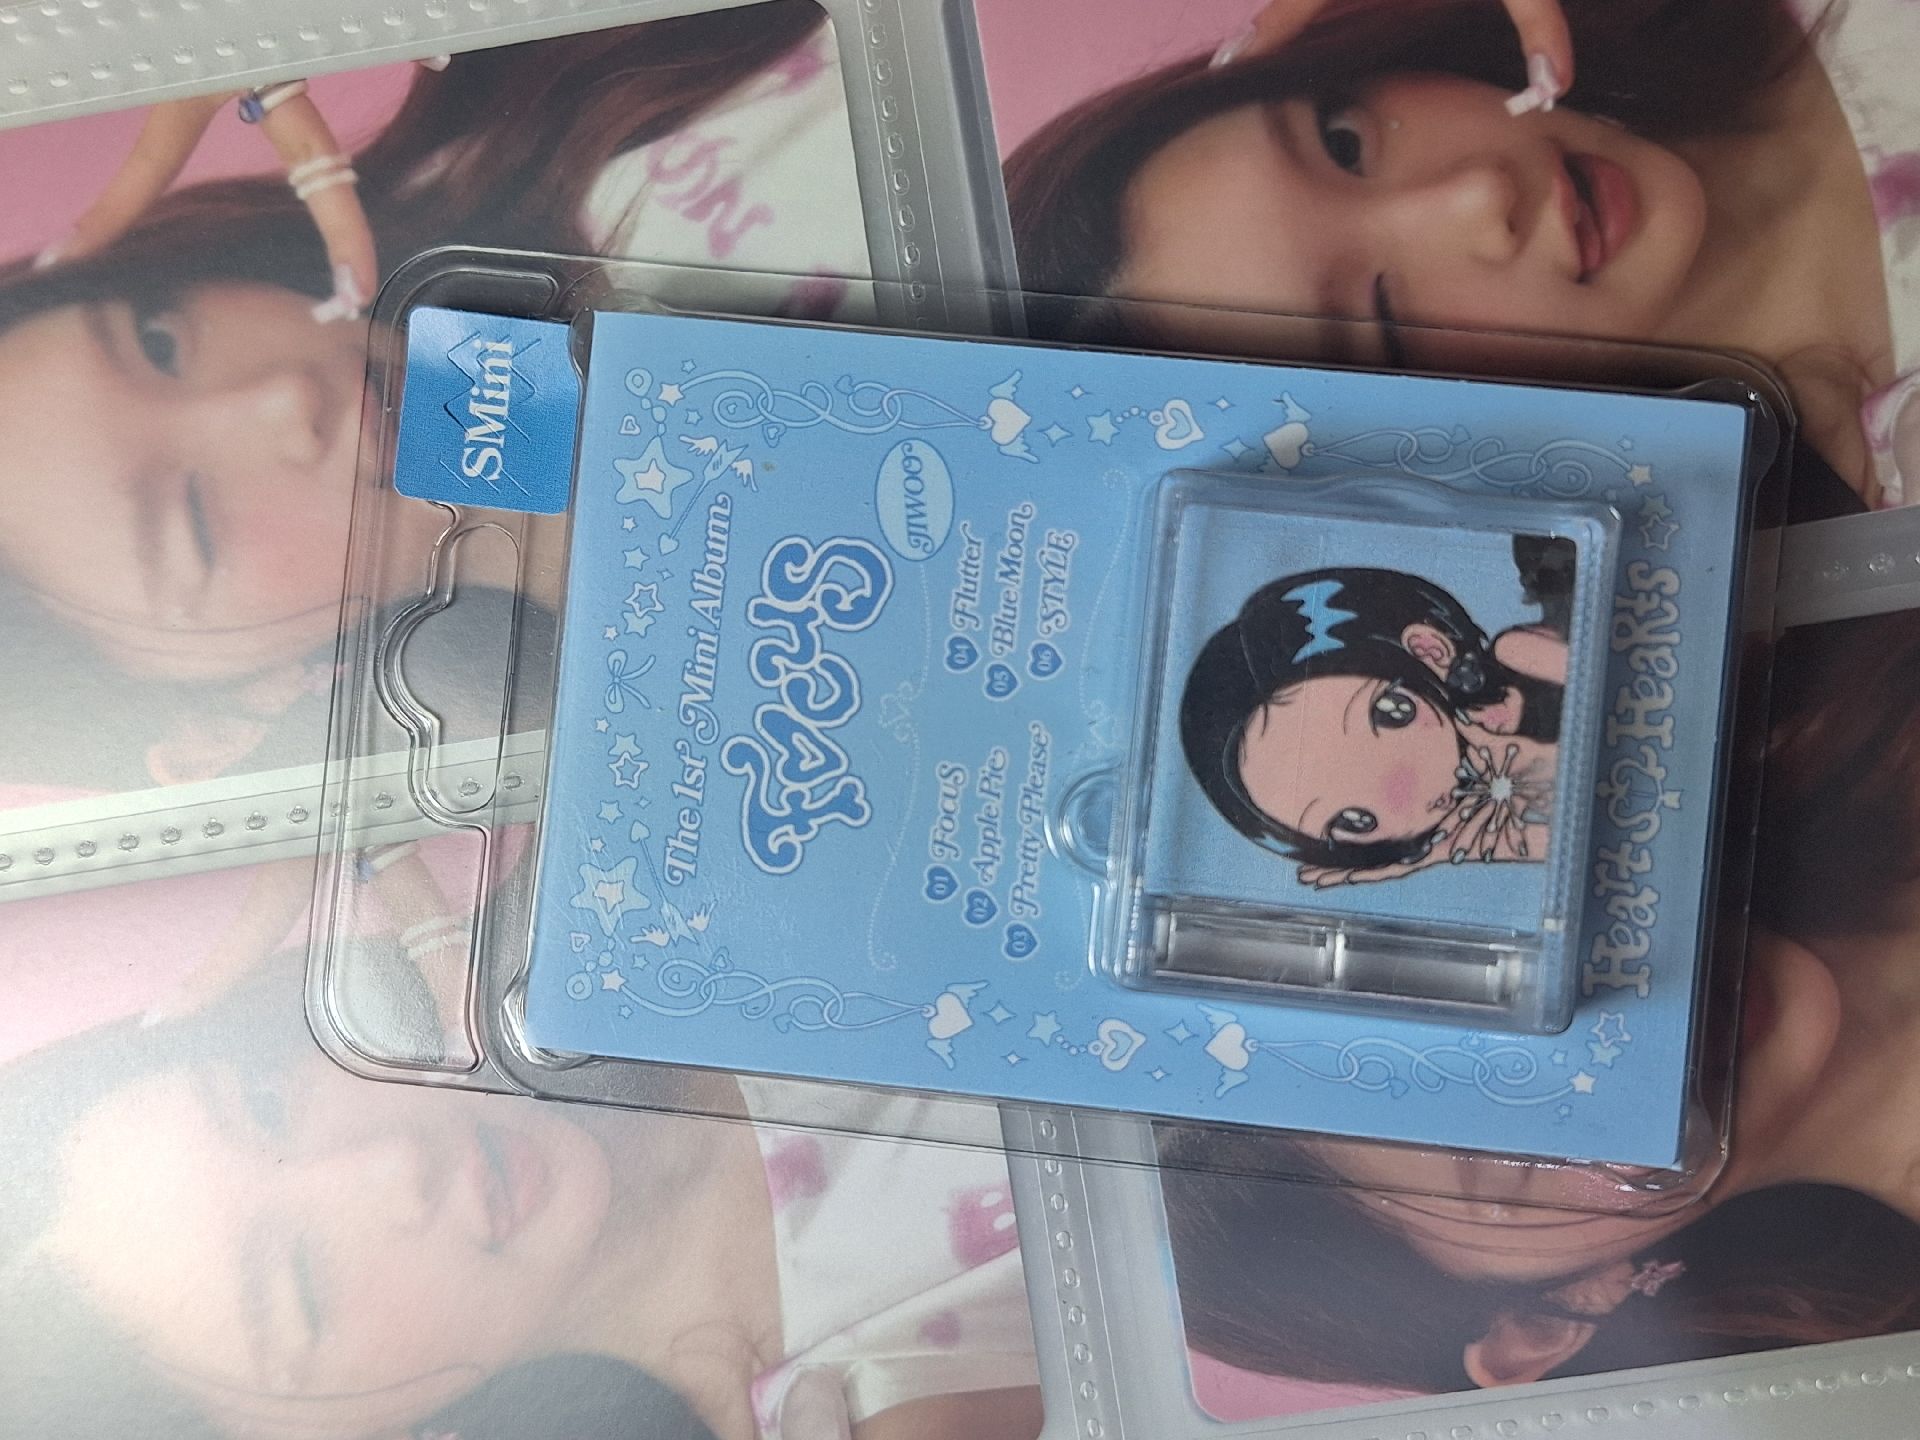 SMini
The 1st Mini Album
FOCUS
JIWOO
01 FOCUS
02 Apple Pie
03 Pretty Please
04 Flutter
05 Blue Moon
06 STYLE
Heart2HeaRts